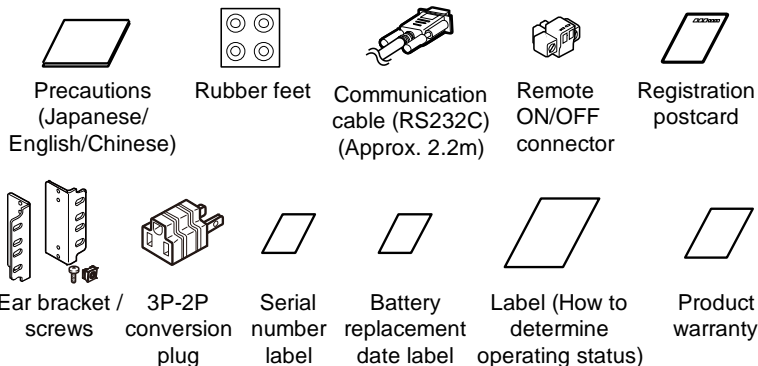 Precautions
(Japanese/
English/Chinese)
Rubber feet
Communication
cable (RS232C)
(Approx. 2.2m)
Remote
ON/OFF
connector
Registration
postcard
Ear bracket /
screws
3P-2P
conversion
plug
Serial
number
label
Battery
replacement
date label
Label (How to
determine
operating status)
Product
warranty